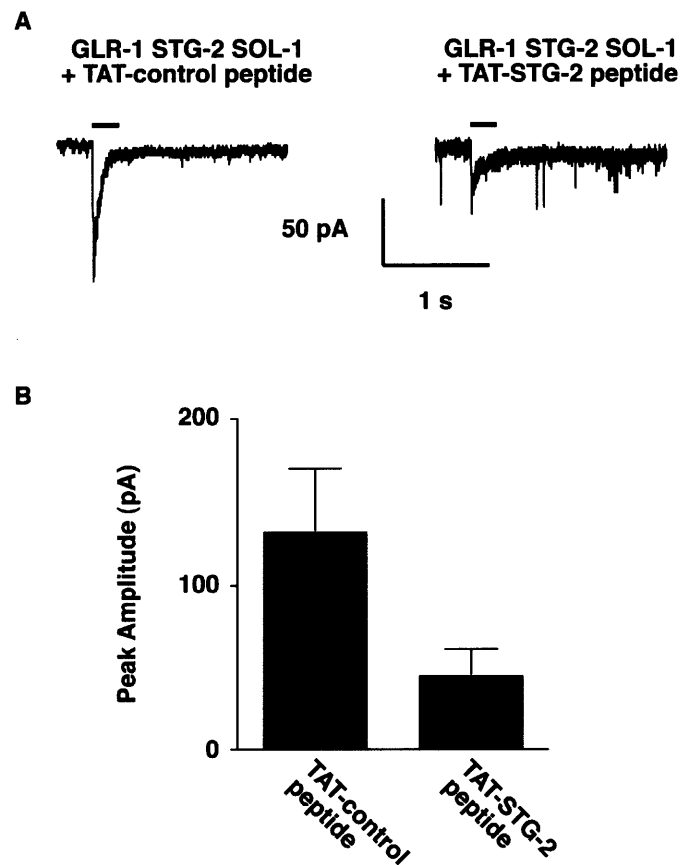 A
GLR-1 STG-2 SOL-1
+ TAT-control peptide
GLR-1 STG-2 SOL-1
+ TAT-STG-2 peptide
50 pA
1 s
B
Peak Amplitude (pA)
200
100
0
TAT-control
peptide
TAT-STG-2
peptide